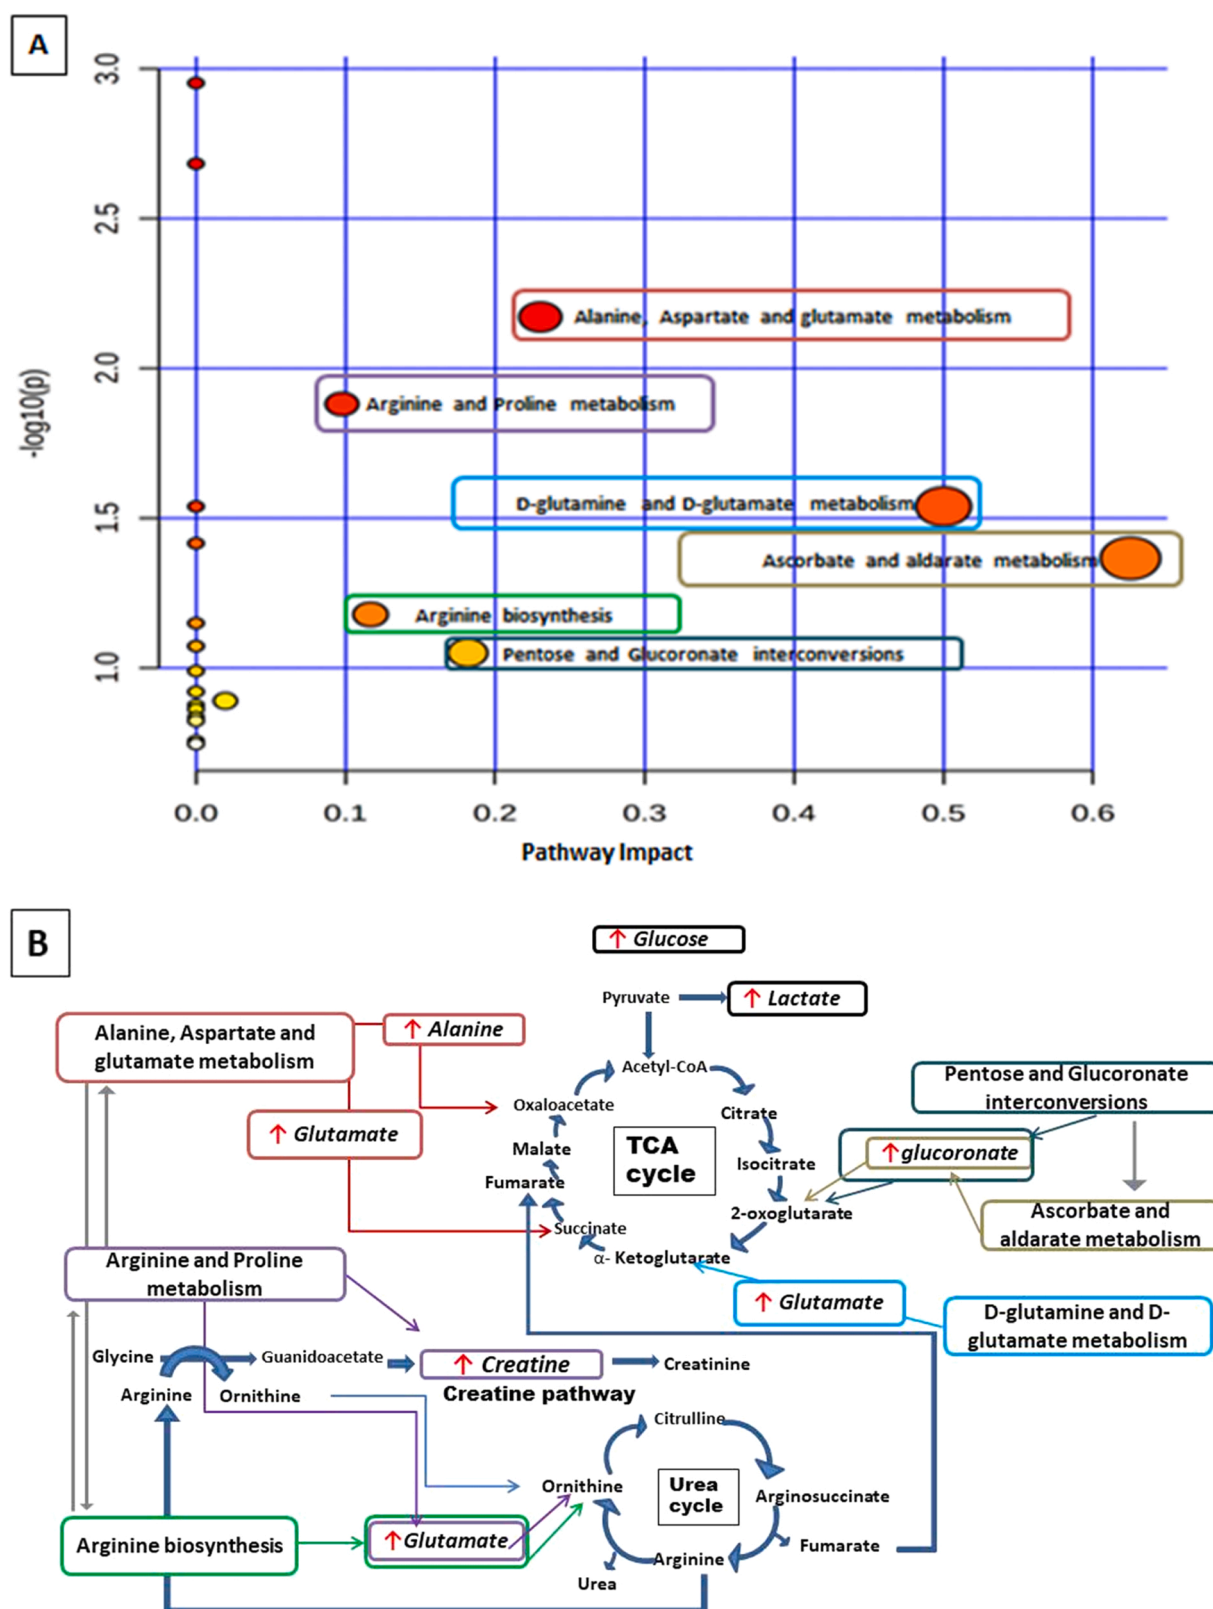 A
3.0
2.5
2.0
1.5
1.0
-log10(p)
Alanine, Aspartate and glutamate metabolism
Arginine and Proline metabolism
D-glutamine and D-glutamate metabolism
Ascorbate and aldarate metabolism
Arginine biosynthesis
Pentose and Glucoronate interconversions
0.0 0.1 0.2 0.3 0.4 0.5 0.6
Pathway Impact
B
↑ Glucose
Pyruvate
↑ Lactate
Alanine, Aspartate and
glutamate metabolism
↑ Alanine
↑ Glutamate
Acetyl-CoA
Oxaloacetate
Citrate
Malate
TCA
cycle
Isocitrate
Fumarate
2-oxoglutarate
Succinate
α- Ketoglutarate
Pentose and Glucoronate
interconversions
↑glucoronate
Ascorbate and
aldarate metabolism
Arginine and Proline
metabolism
↑ Glutamate
D-glutamine and D-
glutamate metabolism
Glycine
Guanidoacetate
↑ Creatine
Creatinine
Arginine
Ornithine
Creatine pathway
Citrulline
Ornithine
Urea
cycle
Arginosuccinate
Arginine biosynthesis
↑Glutamate
Arginine
Fumarate
Urea